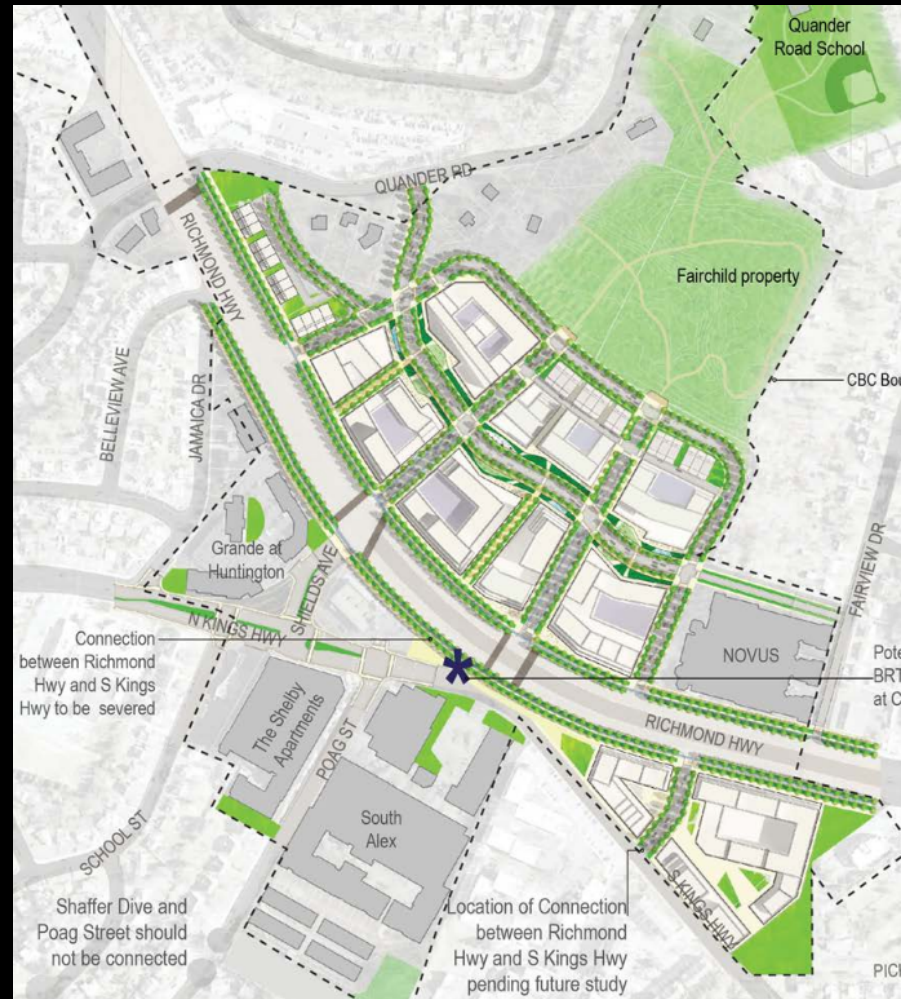 Quander
Road School
QUANDER RD
RICHMOND HWY
Fairchild property
CBC Bou
BELLEVIEW AVE
JAMAICA DR
Grande at
Huntington
SHIELDS AVE
N KINGS HWY
FAIRVIEW DR
Connection
between Richmond
Hwy and S Kings
Hwy to be severed
NOVUS
Pote
BRT
at C
The Shelby
Apartments
POAG ST
RICHMOND HWY
South
Alex
SCHOOL ST
S KINGS HWY
Shaffer Dive and
Poag Street should
not be connected
Location of Connection
between Richmond
Hwy and S Kings Hwy
pending future study
PICK